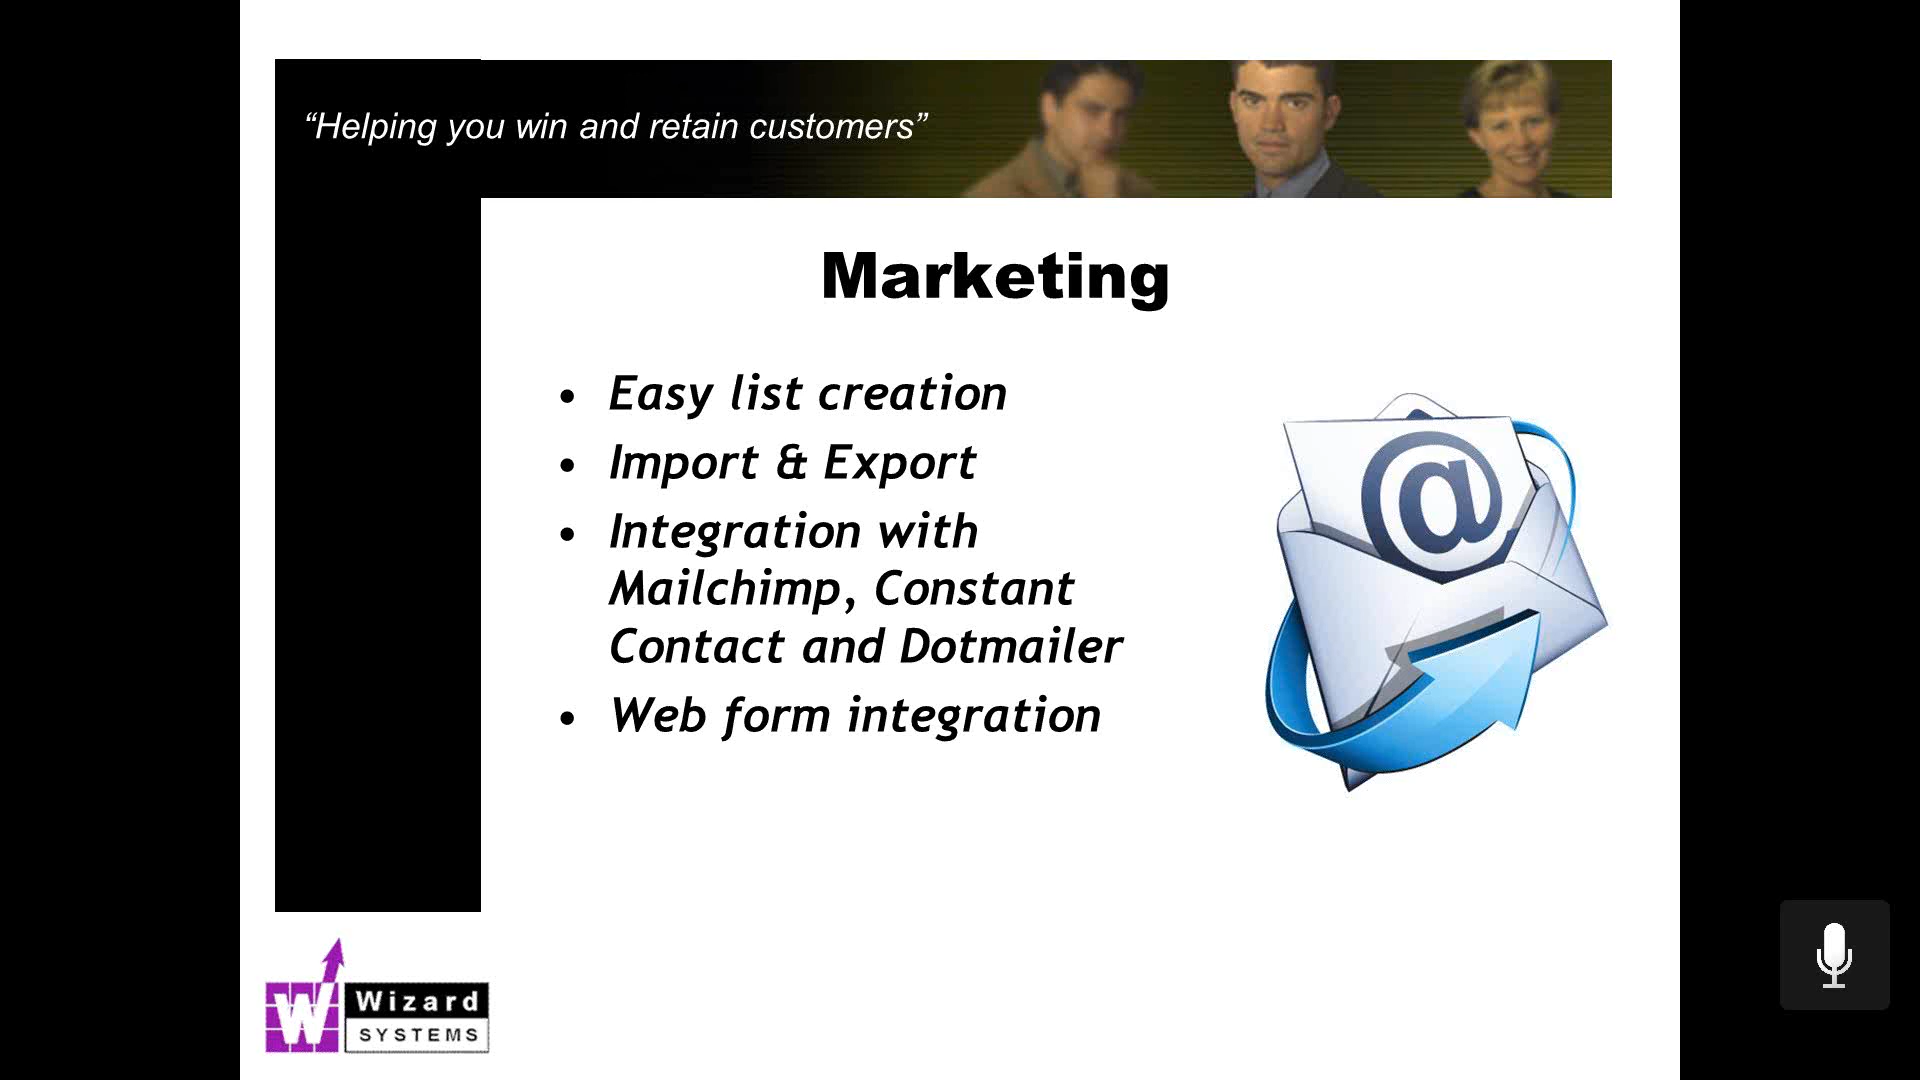 “Helping you win and retain customers”
Marketing
• Easy list creation
• Import & Export
• Integration with
Mailchimp, Constant
Contact and Dotmailer
• Web form integration
@
W Wizard
SYSTEMS